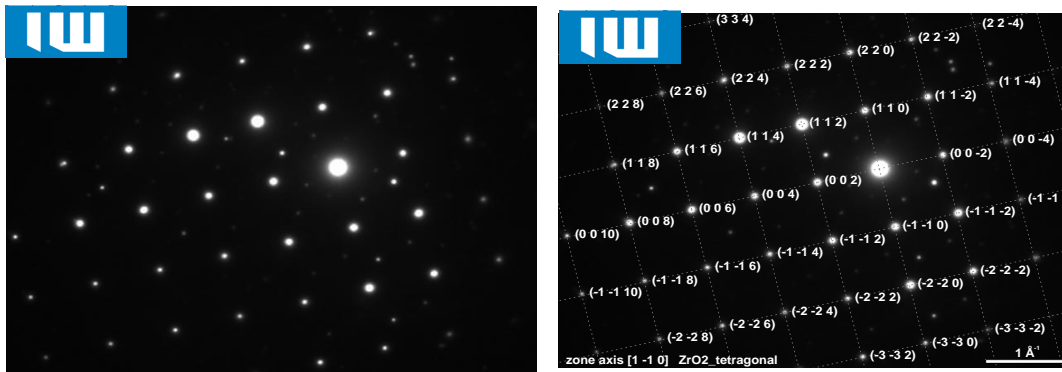 IW
IW
(3 3 4)
(2 2 8)
(2 2 6)
(2 2 4)
(2 2 2)
(2 2 0)
(2 2 -2)
(2 2 -4)
(1 1 8)
(1 1 6)
(1 1 4)
(1 1 2)
(1 1 0)
(1 1 -2)
(1 1 -4)
(0 0 10)
(0 0 8)
(0 0 6)
(0 0 4)
(0 0 2)
(0 0 -2)
(0 0 -4)
(-1 -1 10)
(-1 -1 8)
(-1 -1 6)
(-1 -1 4)
(-1 -1 2)
(-1 -1 0)
(-1 -1 -2)
(-1 -1
(-2 -2 8)
(-2 -2 6)
(-2 -2 4)
(-2 -2 2)
(-2 -2 0)
(-2 -2 -2)
(-3 -3 2)
(-3 -3 0)
(-3 -3 -2)
zone axis [1 -1 0] ZrO2_tetragonal
1 Å⁻¹